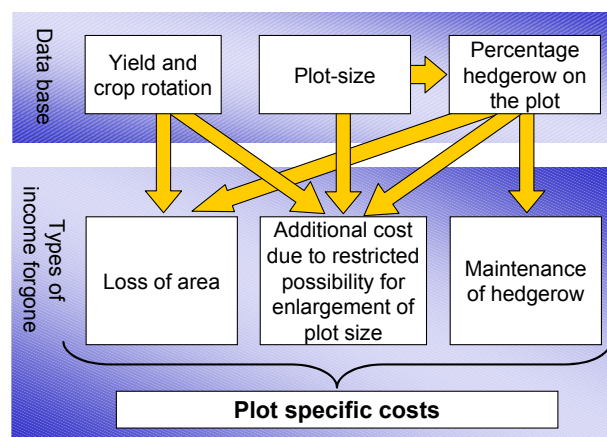 Data base
Yield and
crop rotation
Plot-size
Percentage
hedgerow on
the plot
Types of
income forgone
Loss of area
Additional cost
due to restricted
possibility for
enlargement of
plot size
Maintenance
of hedgerow
Plot specific costs